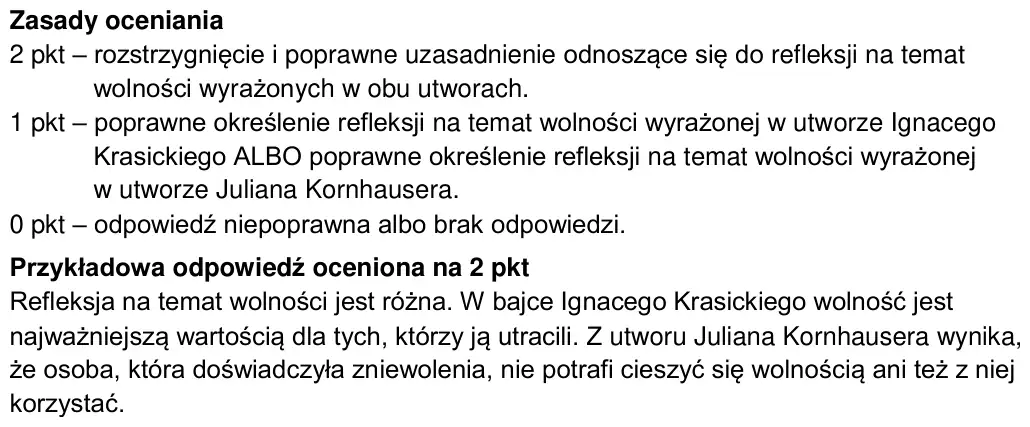 Zasady oceniania
2 pkt – rozstrzygnięcie i poprawne uzasadnienie odnoszące się do refleksji na temat
wolności wyrażonych w obu utworach.
1 pkt – poprawne określenie refleksji na temat wolności wyrażonej w utworze Ignacego
Krasickiego ALBO poprawne określenie refleksji na temat wolności wyrażonej
w utworze Juliana Kornhausera.
0 pkt – odpowiedź niepoprawna albo brak odpowiedzi.
Przykładowa odpowiedź oceniona na 2 pkt
Refleksja na temat wolności jest różna. W bajce Ignacego Krasickiego wolność jest
najważniejszą wartością dla tych, którzy ją utracili. Z utworu Juliana Kornhausera wynika,
że osoba, która doświadczyła zniewolenia, nie potrafi cieszyć się wolnością ani też z niej
korzystać.